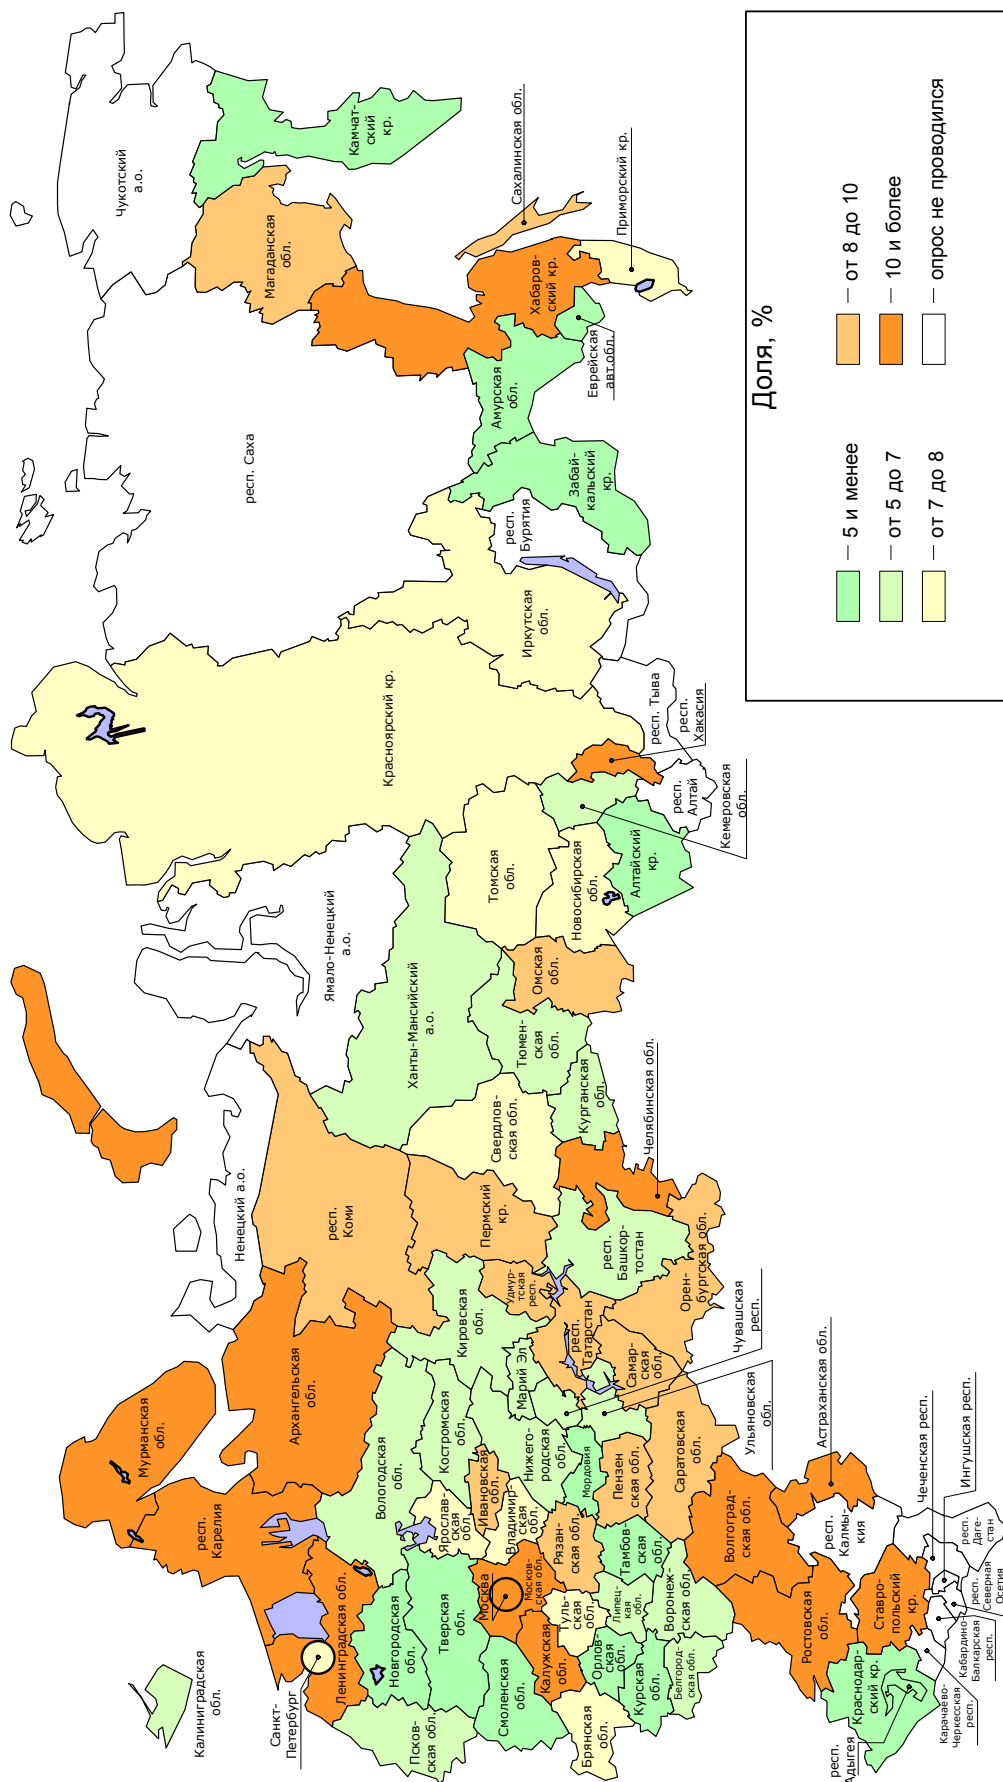 Чукотский
а.о.
Камчат-
ский
кр.
Магаданская
обл.
Сахалинская обл.
Приморский кр.
Хабаров-
ский кр.
Еврейская
авт.обл.
Амурская
обл.
Забай-
кальский
кр.
респ. Саха
респ.
Бурятия
Иркутская
обл.
Красноярский кр.
респ. Тыва
респ.
Хакасия
респ.
Алтай
Кемеровская
обл.
Алтайский
кр.
Томская
обл.
Новосибирская
обл.
Омская
обл.
Ямало-Ненецкий
а.о.
Ханты-Мансийский
а.о.
Тюмен-
ская
обл.
Курганская
обл.
Свердлов-
ская обл.
Челябинская обл.
Ненецкий а.о.
респ.
Коми
Пермский
кр.
респ.
Башкор-
тостан
Орен-
бургская обл.
Удмур-
тская
респ.
респ.
Татарстан
Самар-
ская
обл.
Чувашская
респ.
Ульяновская
обл.
Кировская
обл.
Марий Эл
Архангельская
обл.
Мурманская
обл.
респ.
Карелия
Вологодская
обл.
Костромская
обл.
Нижего-
родская
обл.
Мордовия
Пензен
ская обл.
Саратовская
обл.
Ярослав-
ская
обл.
Ивановская
обл.
Владимир-
ская
обл.
Рязан-
ская обл.
Тамбов-
ская
обл.
Волгоград-
ская обл.
Астраханская обл.
Ленинградская обл.
Санкт-
Петербург
Калининградская
обл.
Новгородская
обл.
Тверская
обл.
Москва
Москов-
ская обл.
Псков-
ская обл.
Смоленская
обл.
Калужская
обл.
Туль-
ская
обл.
Липец-
кая
обл.
Воронеж-
ская обл.
Брянская
обл.
Орлов-
ская
обл.
Курская
обл.
Белгород-
ская обл.
Ростовская
обл.
респ.
Калмы-
кия
Ставро-
польский
кр.
Краснодар-
ский кр.
респ.
Адыгея
Карачаево-
Черкесская
респ.
Кабардино-
Балкарская
респ.
респ.
Северная
Осетия
Ингушская респ.
Чеченская респ.
респ.
Даге-
стан
Доля, %
— 5 и менее
— от 5 до 7
— от 7 до 8
— от 8 до 10
— 10 и более
— опрос не проводился